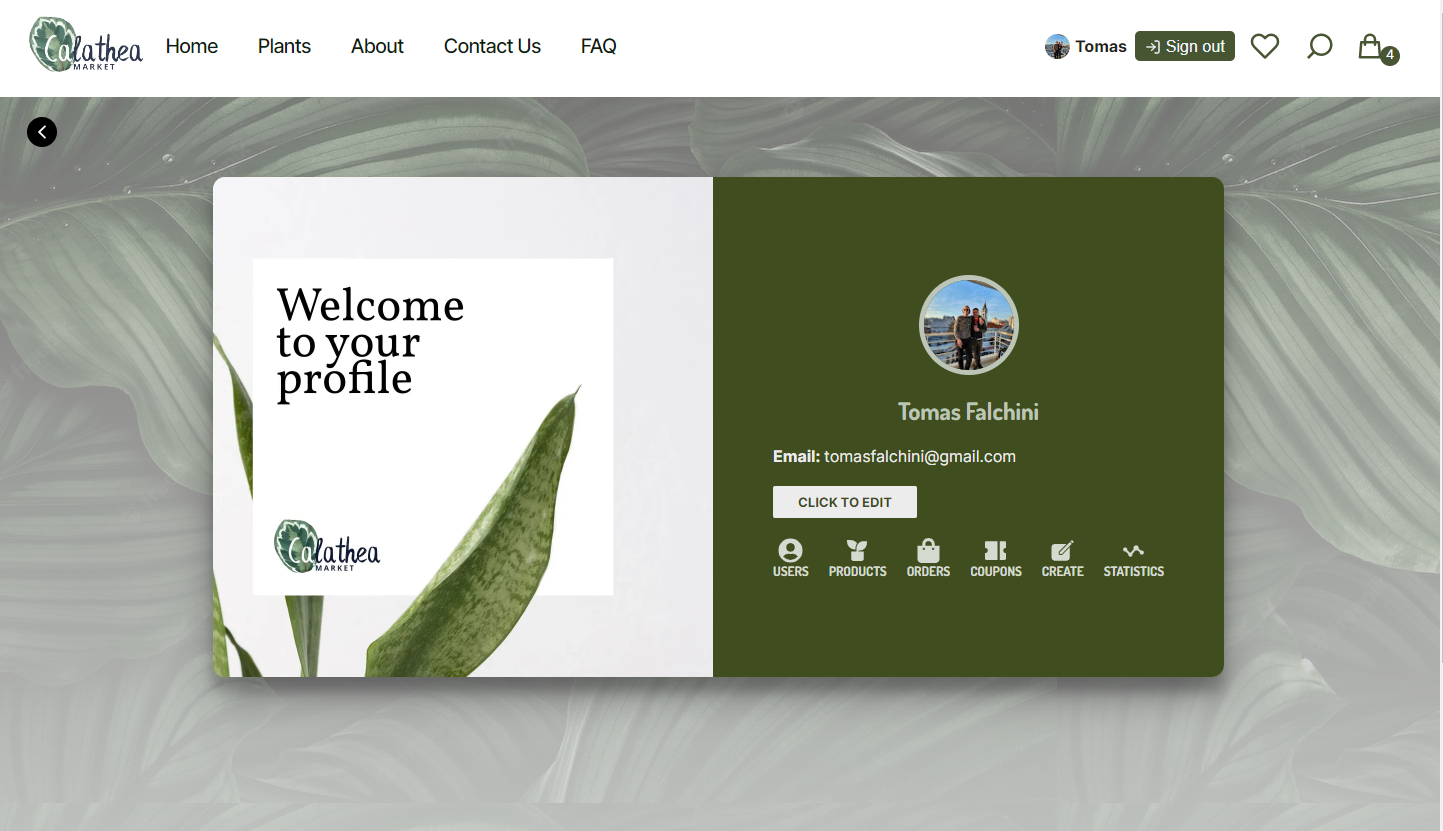 Calathea
MARKET
Home
Plants
About
Contact Us
FAQ
Tomas
Sign out
4
Welcome
to your
profile
Calathea
MARKET
Tomas Falchini
Email: tomasfalchini@gmail.com
CLICK TO EDIT
USERS
PRODUCTS
ORDERS
COUPONS
CREATE
STATISTICS